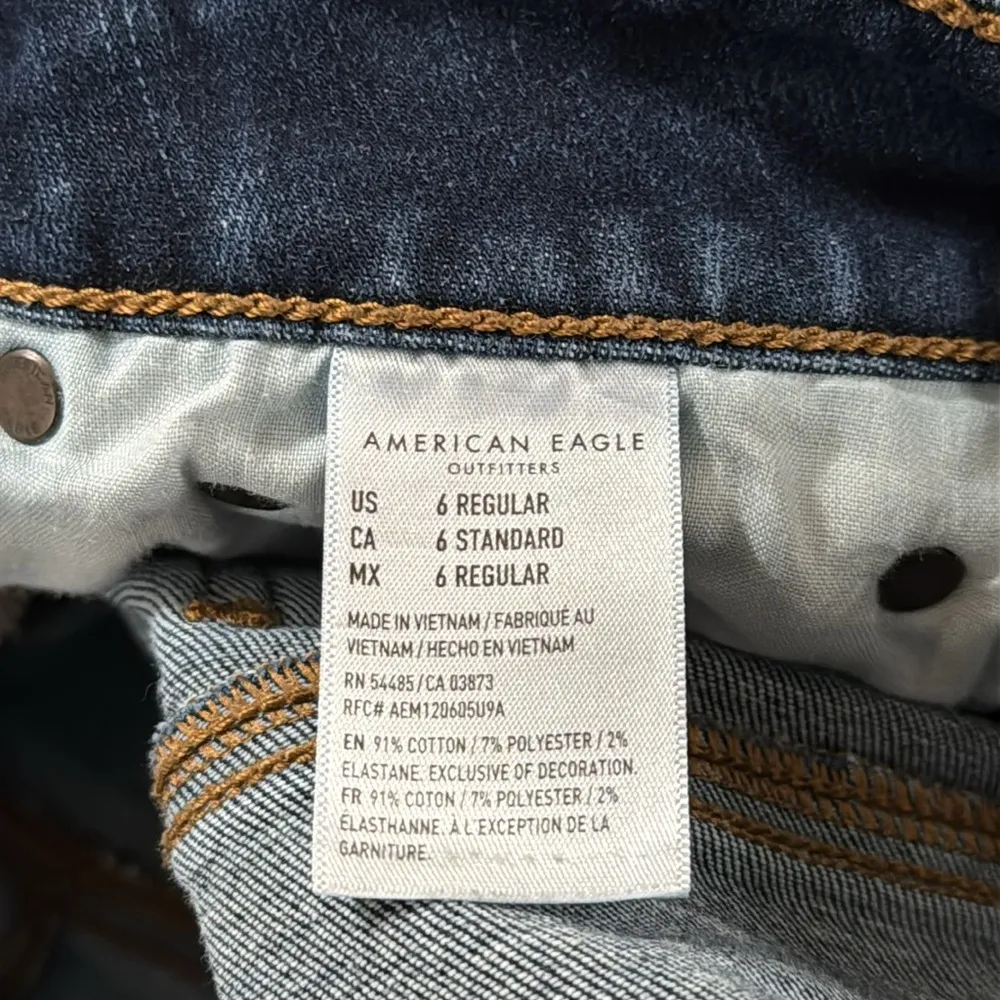 AMERICAN EAGLE
OUTFITTERS
US 6 REGULAR
CA 6 STANDARD
MX 6 REGULAR
MADE IN VIETNAM / FABRIQUÉ AU
VIETNAM / HECHO EN VIETNAM
RN 54485 / CA 03873
RFC# AEM120605U9A
EN 91% COTTON / 7% POLYESTER / 2%
ELASTANE. EXCLUSIVE OF DECORATION.
FR 91% COTON / 7% POLYESTER / 2%
ÉLASTHANNE. À L'EXCEPTION DE LA
GARNITURE.